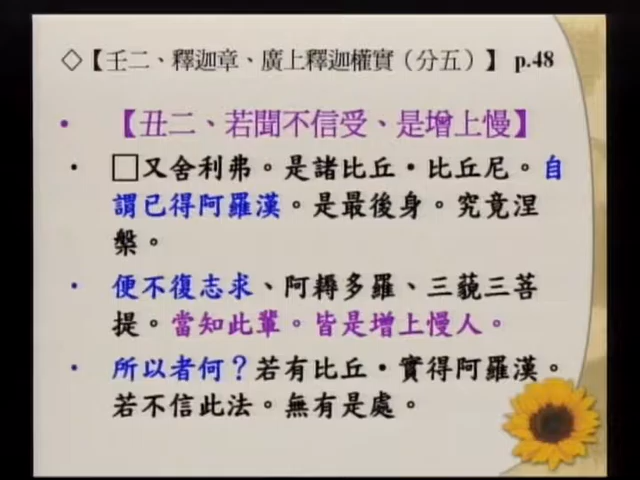 ◇【壬二、釋迦章、廣上釋迦權實（分五）】 p.48
• 【丑二、若聞不信受、是增上慢】
• □又舍利弗。是諸比丘‧比丘尼。自
謂已得阿羅漢。是最後身。究竟涅
槃。
• 便不復志求、阿耨多羅、三藐三菩
提。當知此輩。皆是增上慢人。
• 所以者何？若有比丘‧實得阿羅漢。
若不信此法。無有是處。